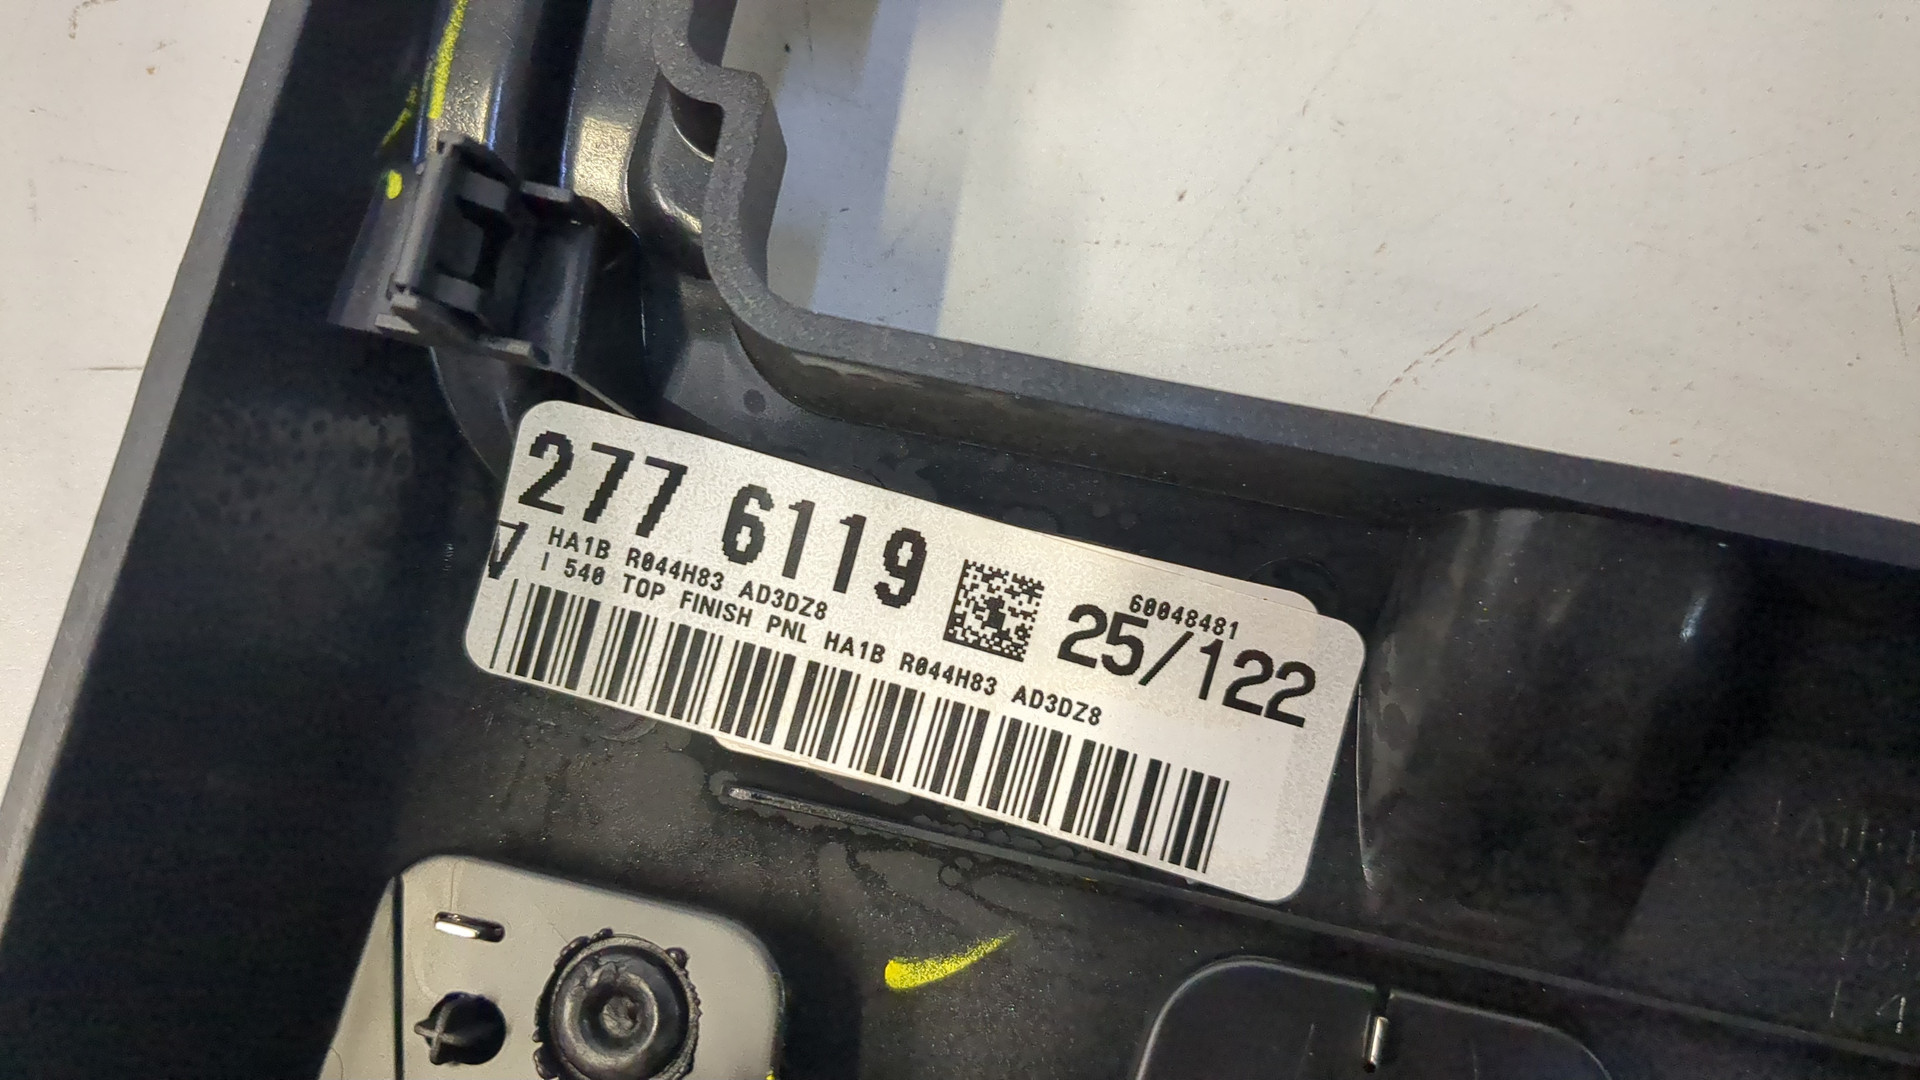 277 6119
HA1B R044H83 AD3DZ8
I 540 TOP FINISH PNL HA1B R044H83 AD3DZ8
60048481
25/122